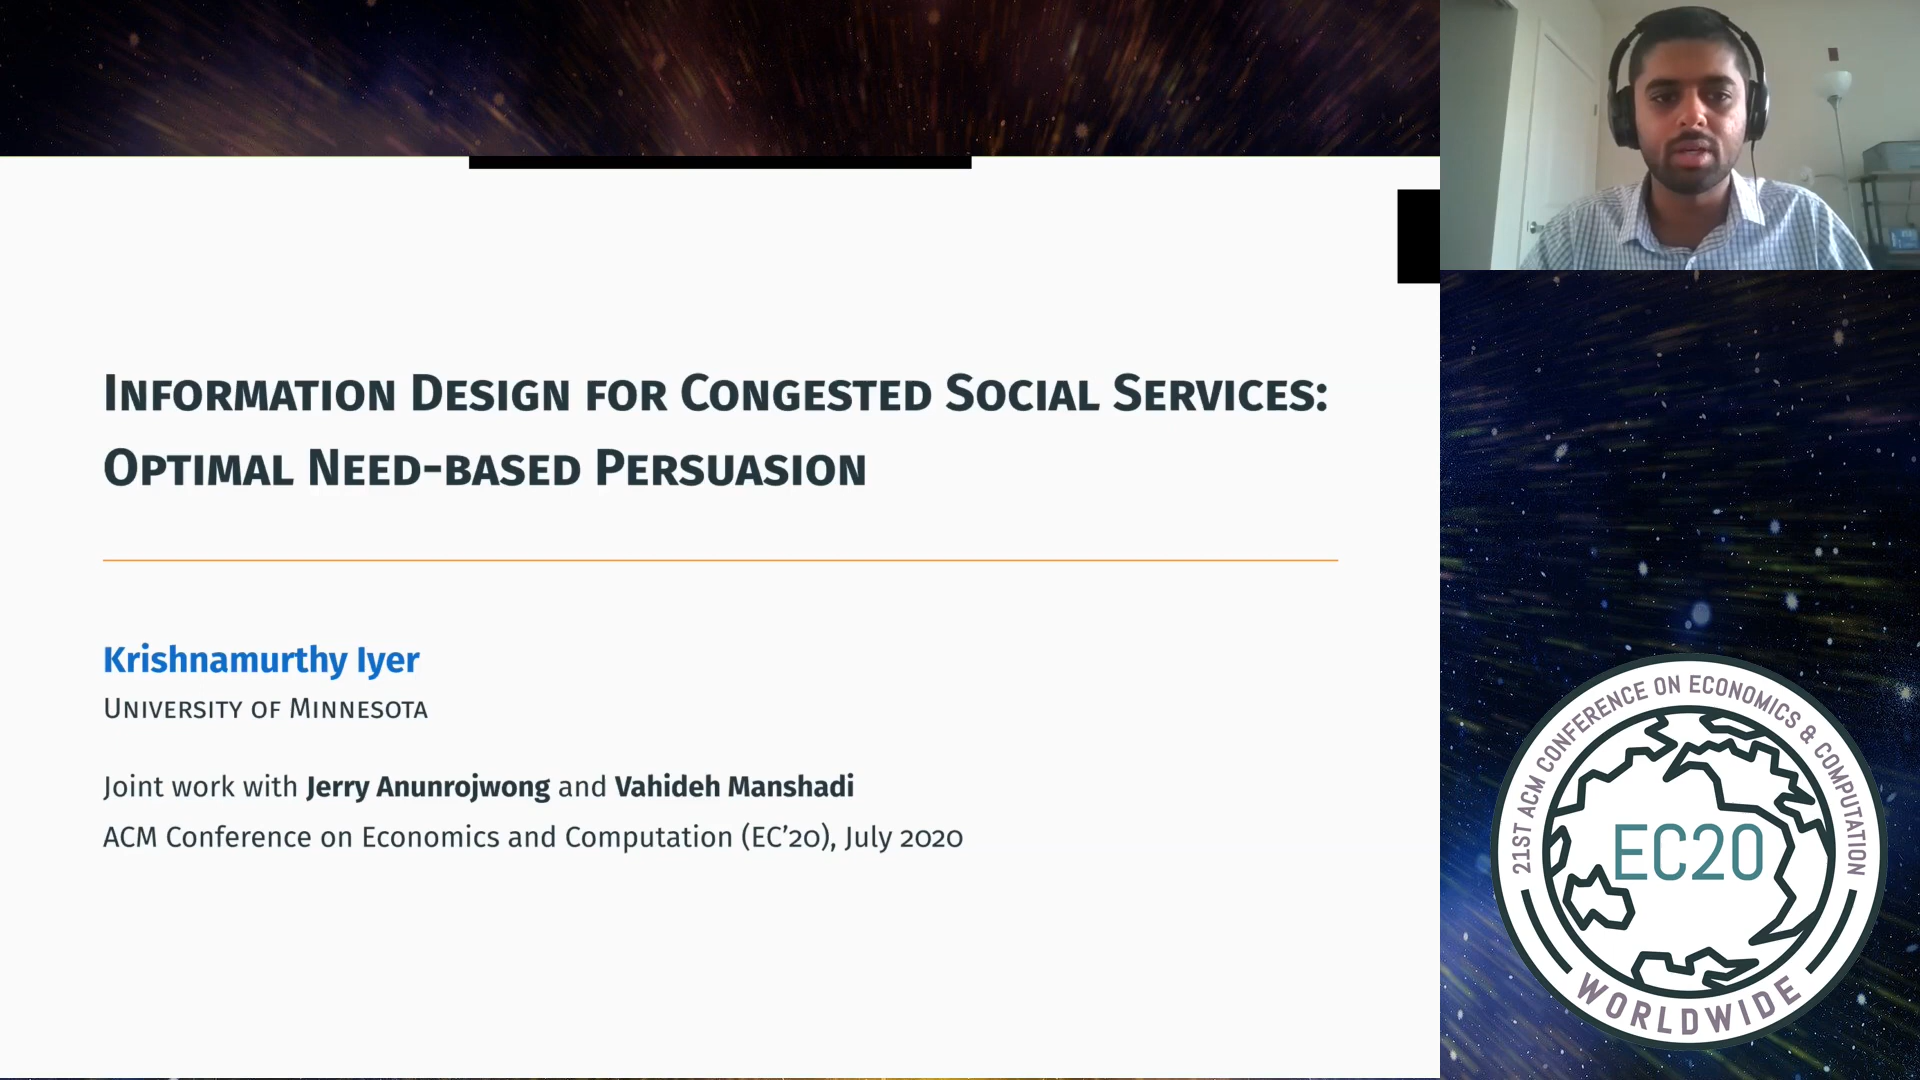 Information Design for Congested Social Services:
Optimal Need-based Persuasion
Krishnamurthy Iyer
University of Minnesota
Joint work with Jerry Anunrojwong and Vahideh Manshadi
ACM Conference on Economics and Computation (EC’20), July 2020
21ST ACM CONFERENCE ON ECONOMICS & COMPUTATION
EC20
WORLDWIDE